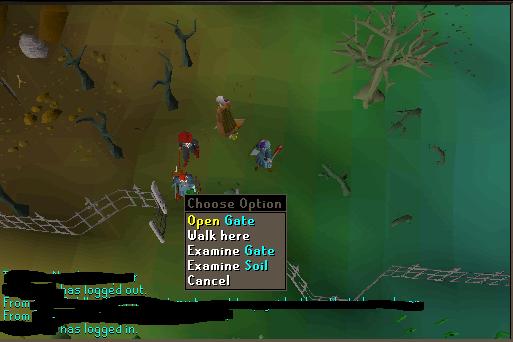 Choose Option
Open Gate
Walk here
Examine Gate
Examine Soil
Cancel
has logged out.
From
From
has logged in.